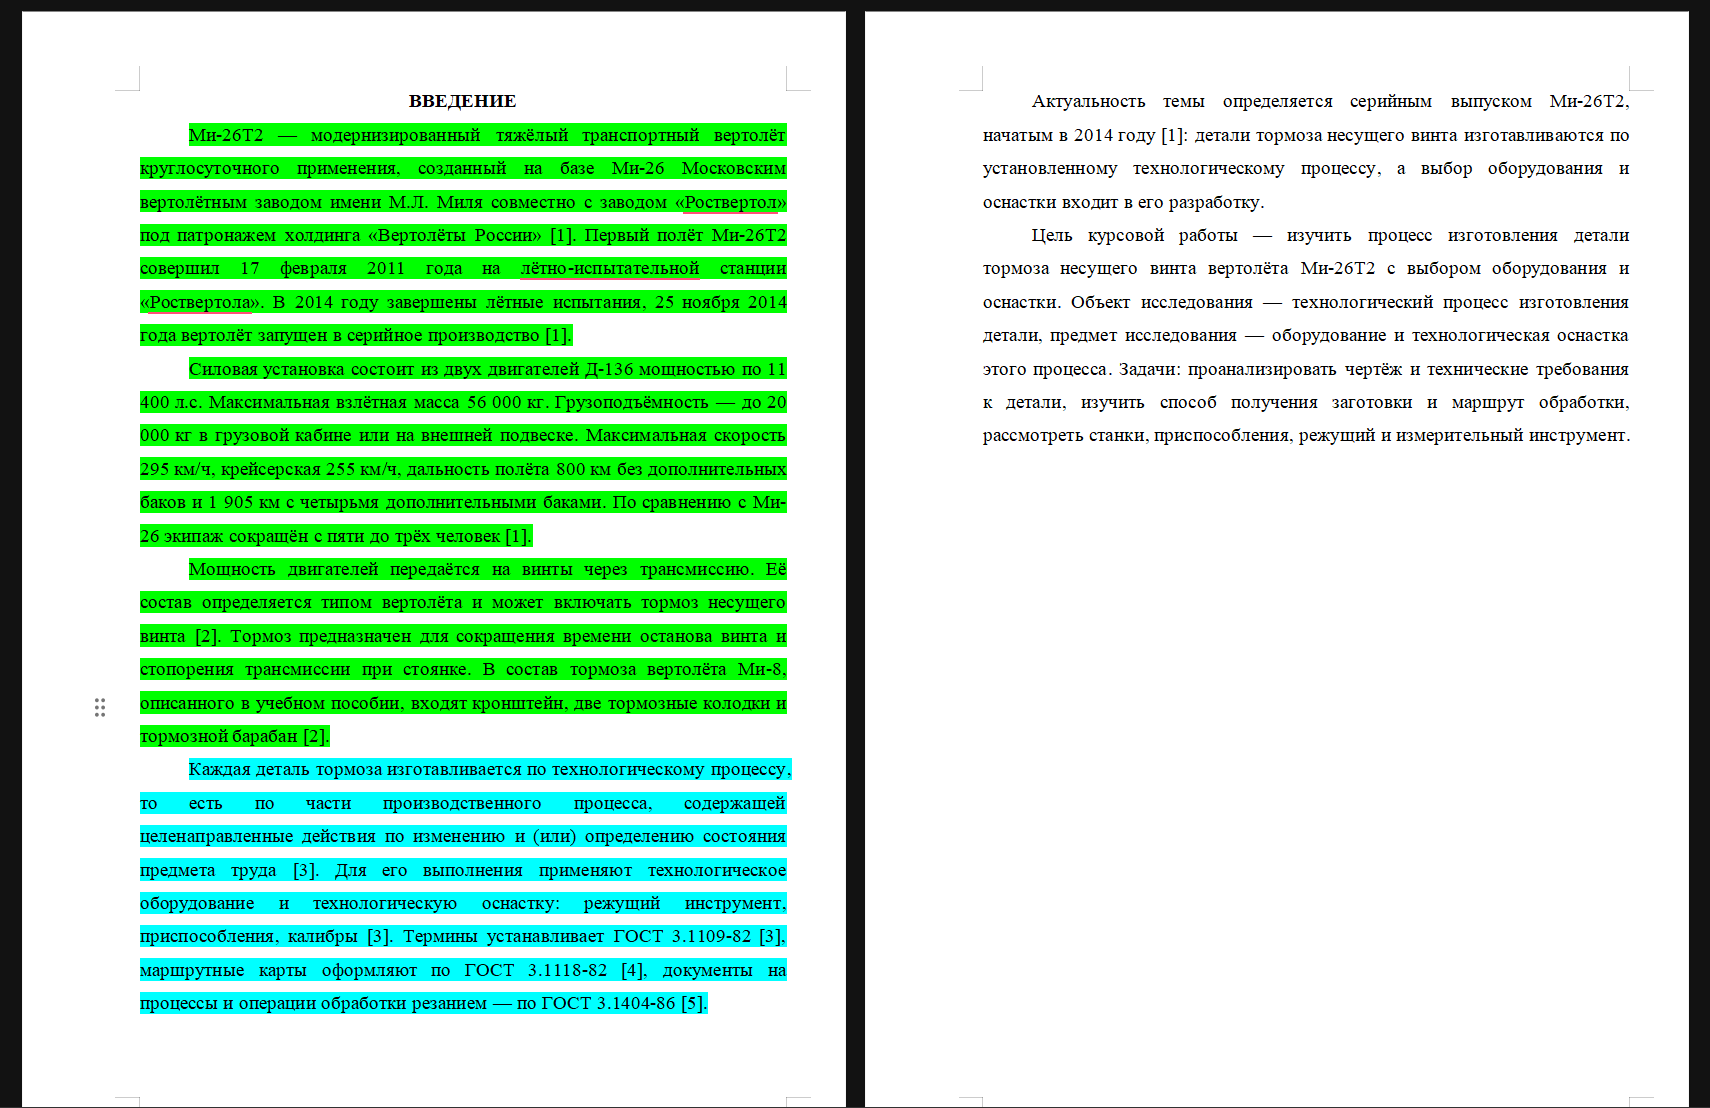 ВВЕДЕНИЕ
Ми-26Т2 — модернизированный тяжёлый транспортный вертолёт
круглосуточного применения, созданный на базе Ми-26 Московским
вертолётным заводом имени М.Л. Миля совместно с заводом «Роствертол»
под патронажем холдинга «Вертолёты России» [1]. Первый полёт Ми-26Т2
совершил 17 февраля 2011 года на лётно-испытательной станции
«Роствертола». В 2014 году завершены лётные испытания, 25 ноября 2014
года вертолёт запущен в серийное производство [1].
Силовая установка состоит из двух двигателей Д-136 мощностью по 11
400 л.с. Максимальная взлётная масса 56 000 кг. Грузоподъёмность — до 20
000 кг в грузовой кабине или на внешней подвеске. Максимальная скорость
295 км/ч, крейсерская 255 км/ч, дальность полёта 800 км без дополнительных
баков и 1 905 км с четырьмя дополнительными баками. По сравнению с Ми-
26 экипаж сокращён с пяти до трёх человек [1].
Мощность двигателей передаётся на винты через трансмиссию. Её
состав определяется типом вертолёта и может включать тормоз несущего
винта [2]. Тормоз предназначен для сокращения времени останова винта и
стопорения трансмиссии при стоянке. В состав тормоза вертолёта Ми-8,
описанного в учебном пособии, входят кронштейн, две тормозные колодки и
тормозной барабан [2].
Каждая деталь тормоза изготавливается по технологическому процессу,
то есть по части производственного процесса, содержащей
целенаправленные действия по изменению и (или) определению состояния
предмета труда [3]. Для его выполнения применяют технологическое
оборудование и технологическую оснастку: режущий инструмент,
приспособления, калибры [3]. Термины устанавливает ГОСТ 3.1109-82 [3],
маршрутные карты оформляют по ГОСТ 3.1118-82 [4], документы на
процессы и операции обработки резанием — по ГОСТ 3.1404-86 [5].
Актуальность темы определяется серийным выпуском Ми-26Т2,
начатым в 2014 году [1]: детали тормоза несущего винта изготавливаются по
установленному технологическому процессу, а выбор оборудования и
оснастки входит в его разработку.
Цель курсовой работы — изучить процесс изготовления детали
тормоза несущего винта вертолёта Ми-26Т2 с выбором оборудования и
оснастки. Объект исследования — технологический процесс изготовления
детали, предмет исследования — оборудование и технологическая оснастка
этого процесса. Задачи: проанализировать чертёж и технические требования
к детали, изучить способ получения заготовки и маршрут обработки,
рассмотреть станки, приспособления, режущий и измерительный инструмент.